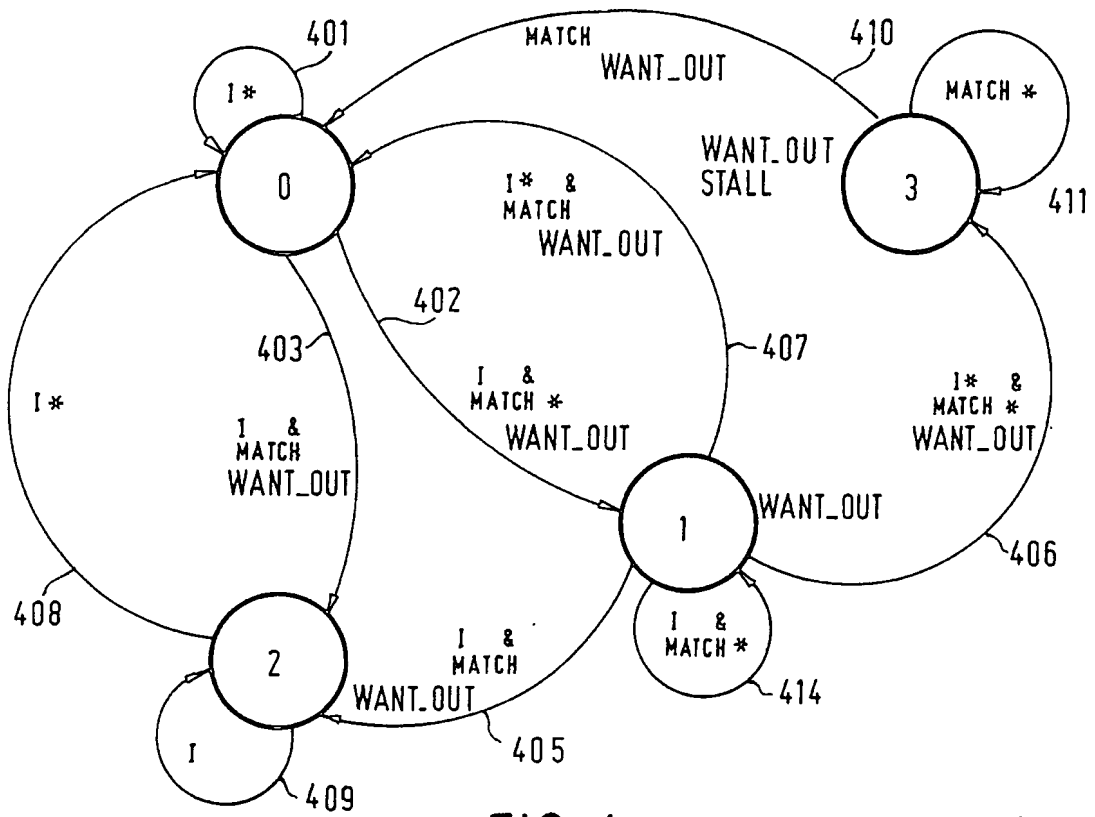 401
I*
0
MATCH
WANT_OUT
410
MATCH *
WANT_OUT
STALL
3
411
I* &
MATCH
WANT_OUT
402
403
407
I &
MATCH *
WANT_OUT
I*
I &
MATCH
WANT_OUT
I* &
MATCH *
WANT_OUT
1
WANT_OUT
406
408
2
I &
MATCH
WANT_OUT
405
I &
MATCH *
414
I
409